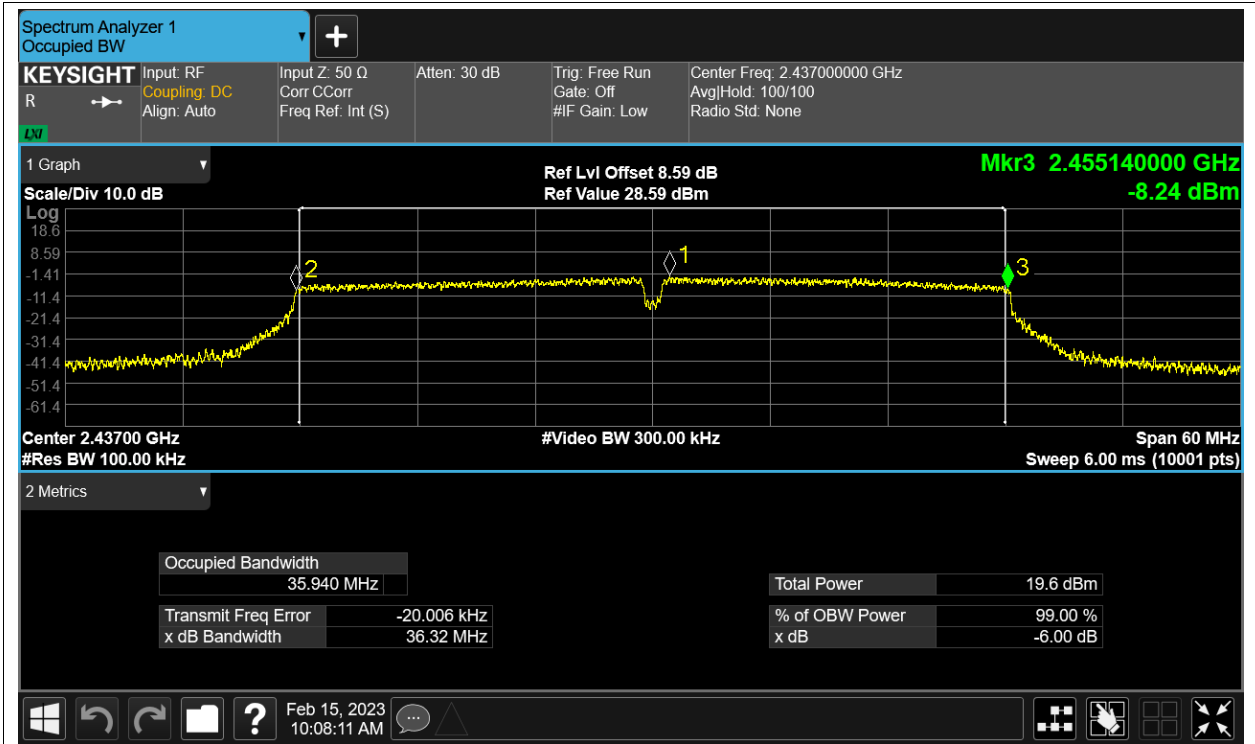 Spectrum Analyzer 1
Occupied BW
+
KEYSIGHT
R
LXI
Input: RF
Coupling: DC
Align: Auto
Input Z: 50 Ω
Corr CCorr
Freq Ref: Int (S)
Atten: 30 dB
Trig: Free Run
Gate: Off
#IF Gain: Low
Center Freq: 2.437000000 GHz
Avg|Hold: 100/100
Radio Std: None
1 Graph
Ref Lvl Offset 8.59 dB
Mkr3 2.455140000 GHz
Scale/Div 10.0 dB
Ref Value 28.59 dBm
-8.24 dBm
Log
18.6
8.59
-1.41
-11.4
-21.4
-31.4
-41.4
-51.4
-61.4
2
1
3
Center 2.43700 GHz
#Video BW 300.00 kHz
Span 60 MHz
#Res BW 100.00 kHz
Sweep 6.00 ms (10001 pts)
2 Metrics
Occupied Bandwidth
35.940 MHz
Total Power 19.6 dBm
Transmit Freq Error -20.006 kHz
% of OBW Power 99.00 %
x dB Bandwidth 36.32 MHz
x dB -6.00 dB
?
Feb 15, 2023
10:08:11 AM